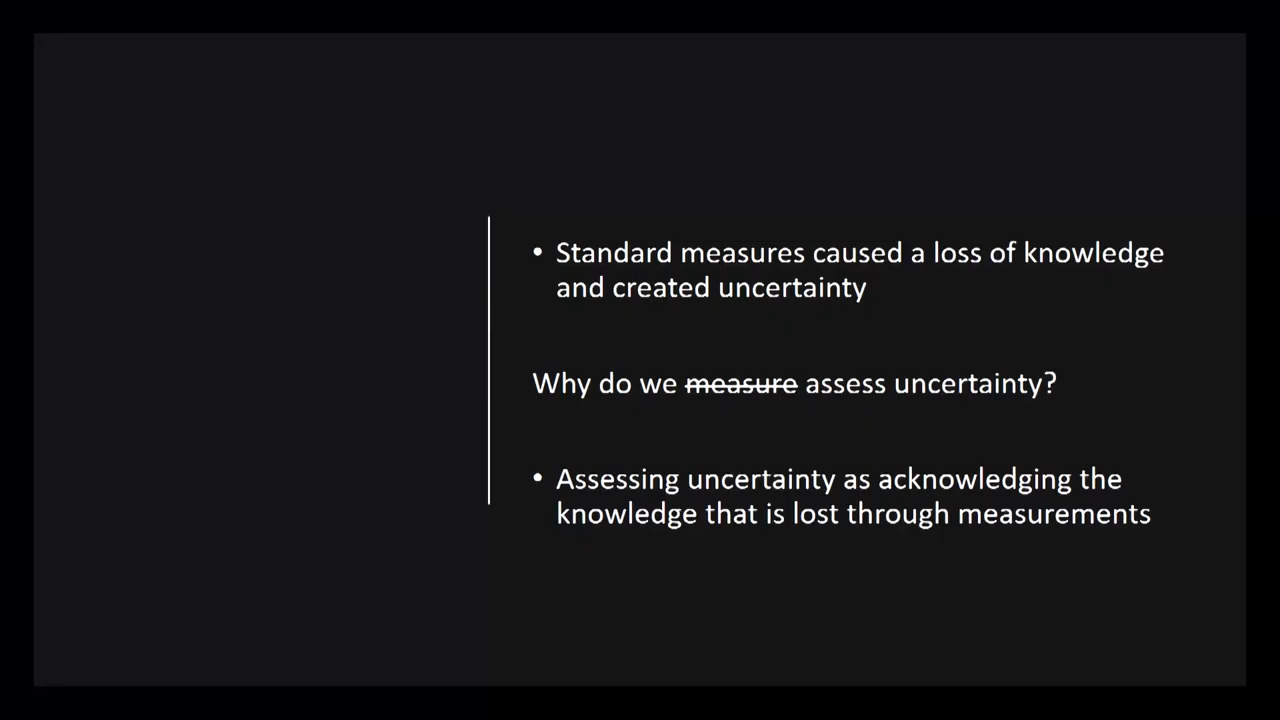 • Standard measures caused a loss of knowledge
and created uncertainty
Why do we measure assess uncertainty?
• Assessing uncertainty as acknowledging the
knowledge that is lost through measurements